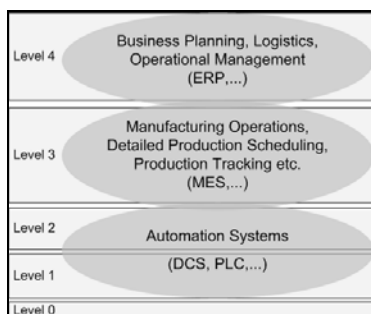 Level 4
Business Planning, Logistics,
Operational Management
(ERP,...)
Level 3
Manufacturing Operations,
Detailed Production Scheduling,
Production Tracking etc.
(MES,...)
Level 2
Automation Systems
(DCS, PLC,...)
Level 1
Level 0